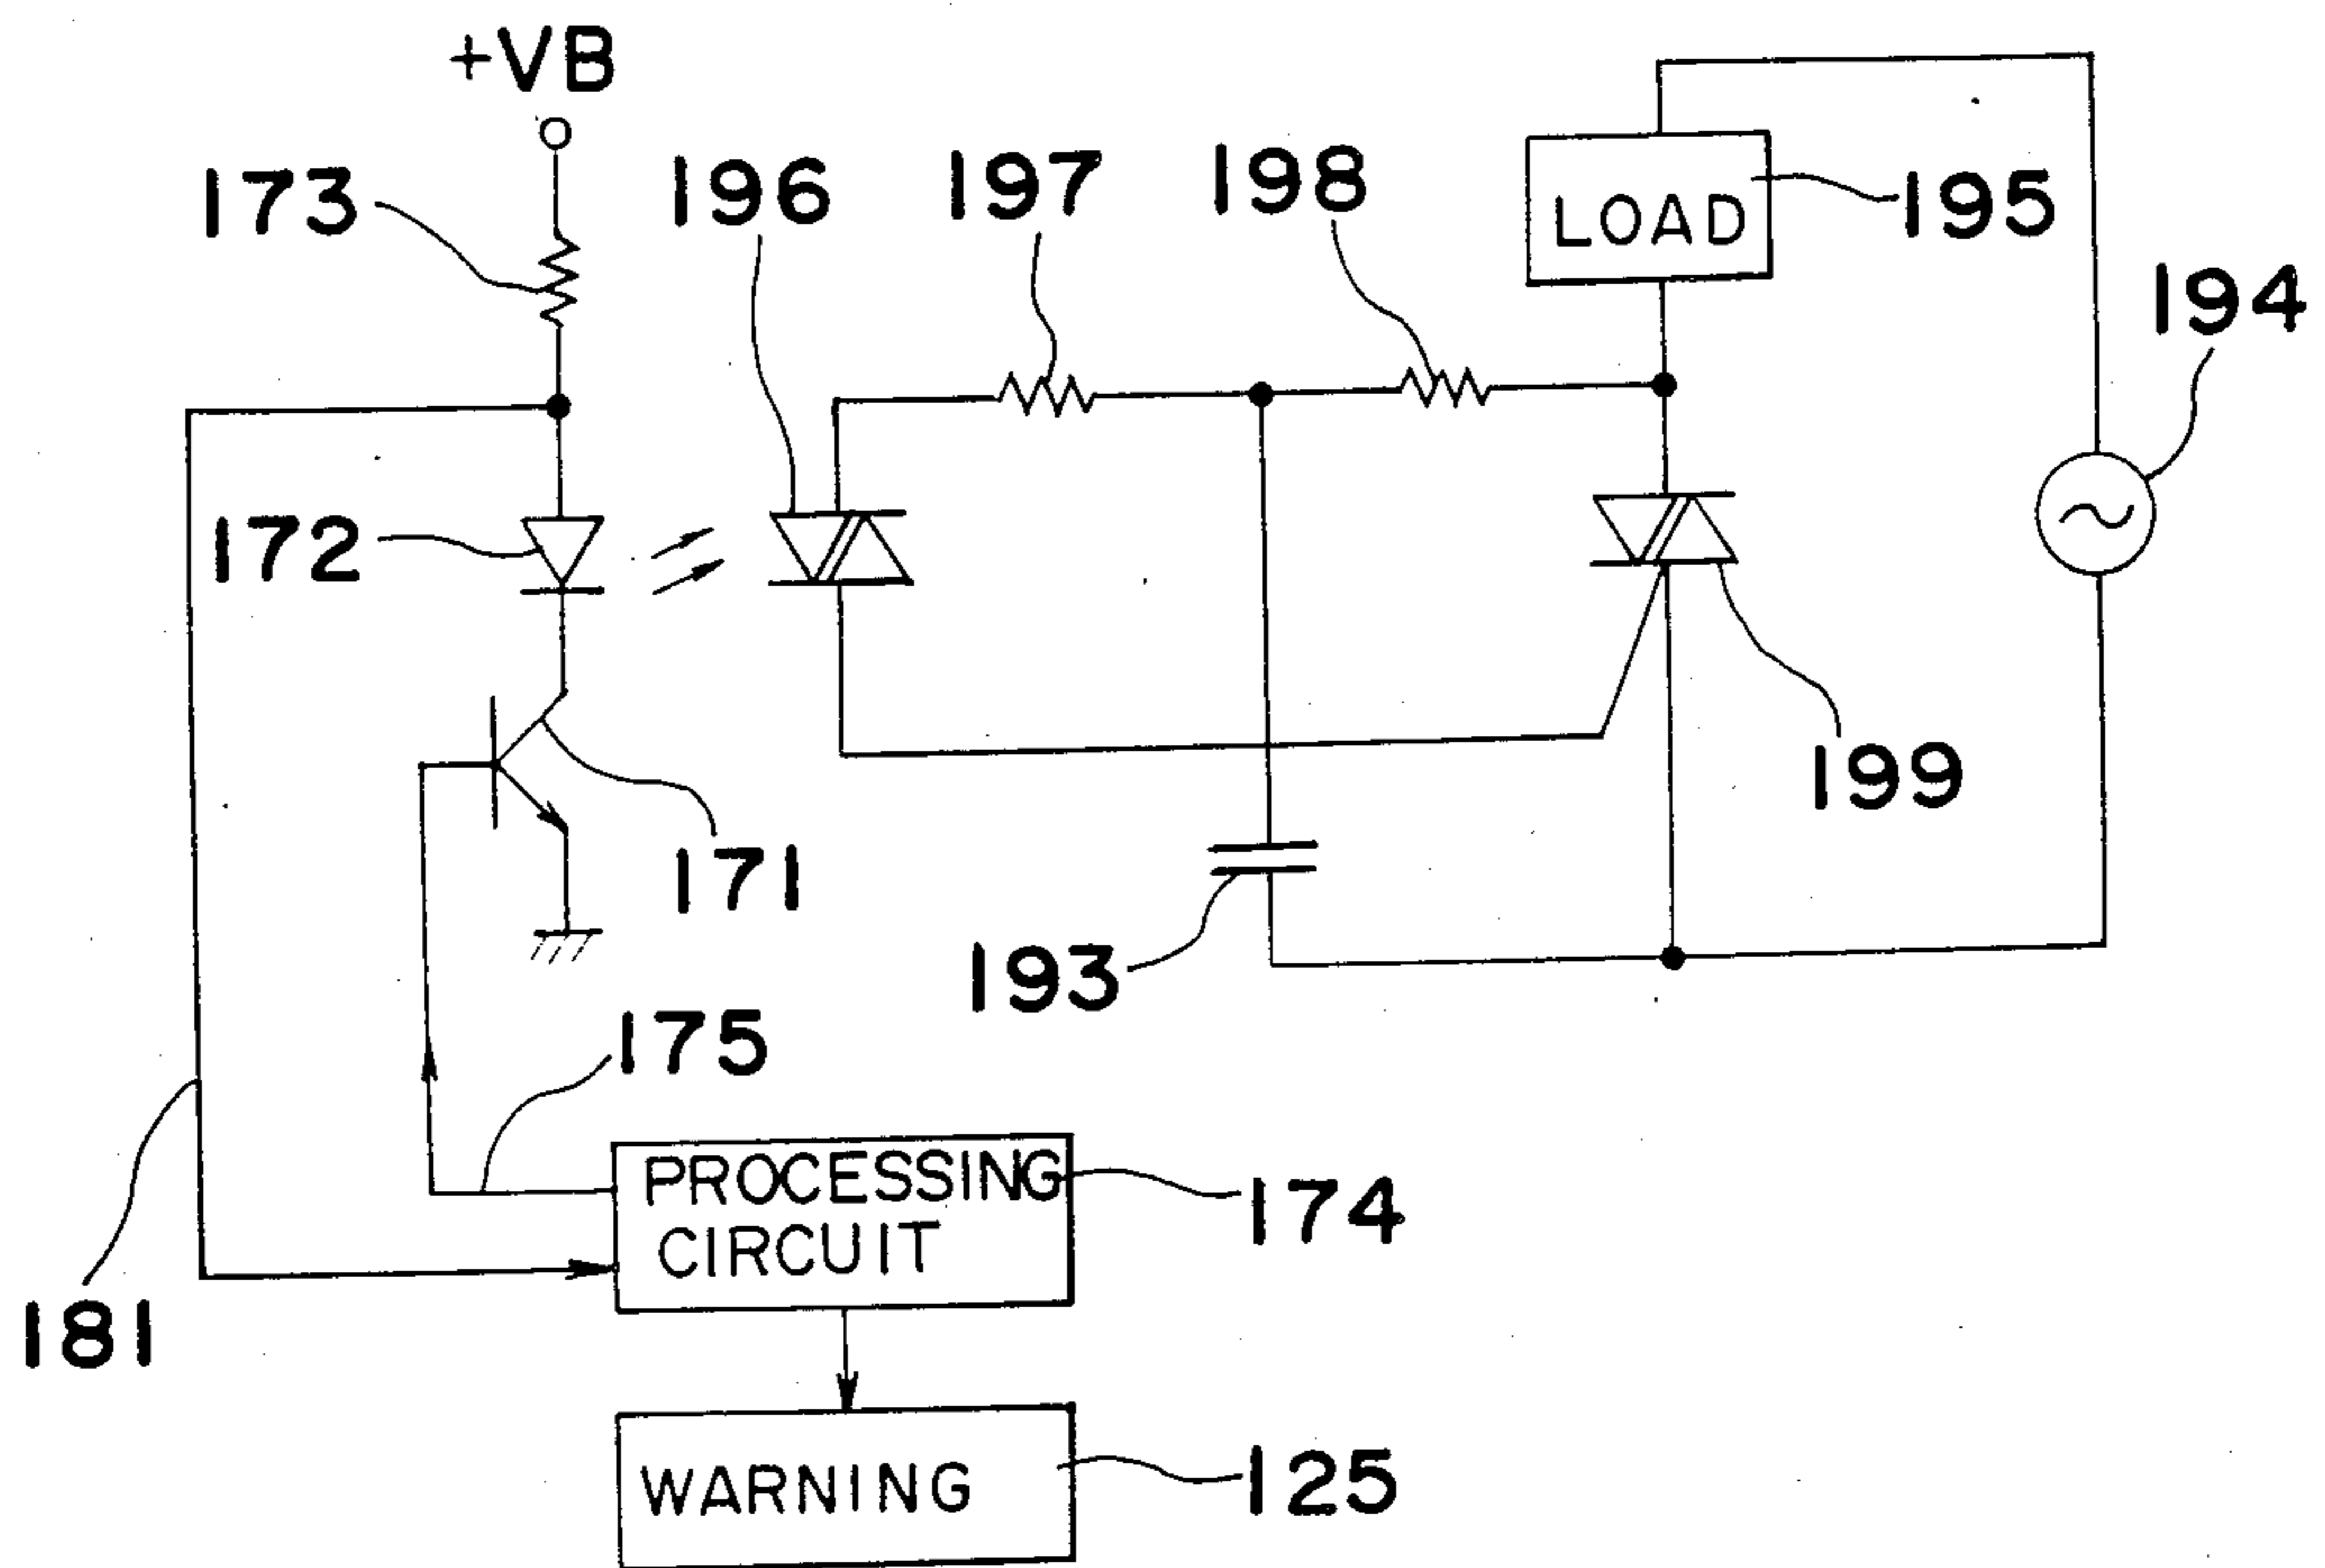 +VB
173
196
197
198
LOAD
195
194
172
199
171
193
175
PROCESSING
CIRCUIT
174
181
WARNING
125